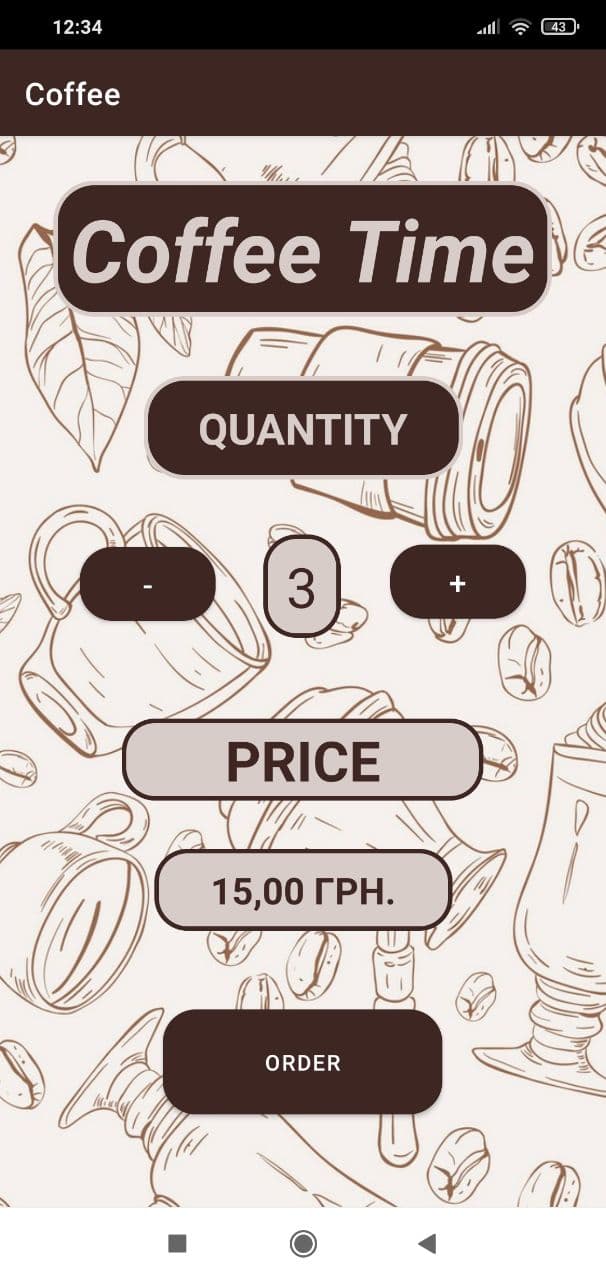 12:34
43
Coffee
Coffee Time
QUANTITY
- 3 +
PRICE
15,00 ГРН.
ORDER